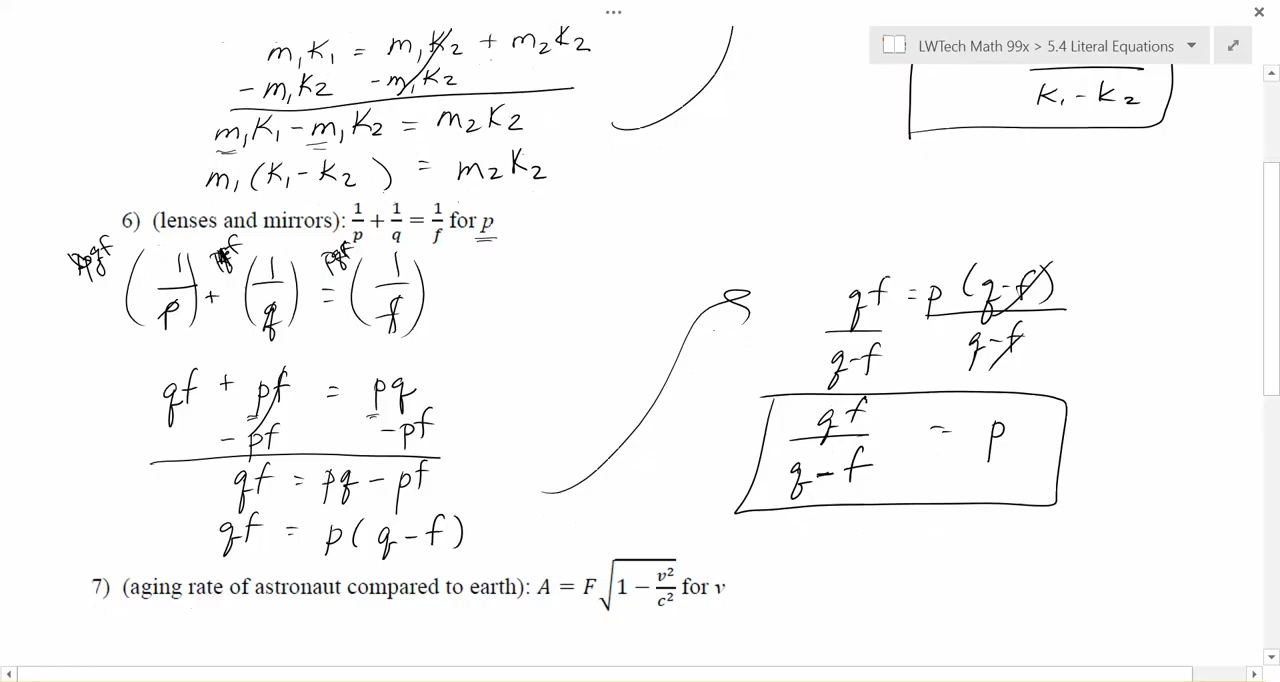 LWTech Math 99x > 5.4 Literal Equations
m₁K₁ = m₁K₂ + m₂K₂
- m₁K₂ - m₁K₂
m₁K₁ - m₁K₂ = m₂K₂
m₁(K₁ - K₂) = m₂K₂
K₁ - K₂
6) (lenses and mirrors): 1/p + 1/q = 1/f for p
pqf (1/p) + pqf (1/q) = pqf (1/f)
qf + pf = pq
- pf - pf
qf = pq - pf
qf = p(q - f)
qf/(q-f) = p(q-f)/(q-f)
qf/(q-f) = p
7) (aging rate of astronaut compared to earth): A = F√(1 − v²/c²) for v